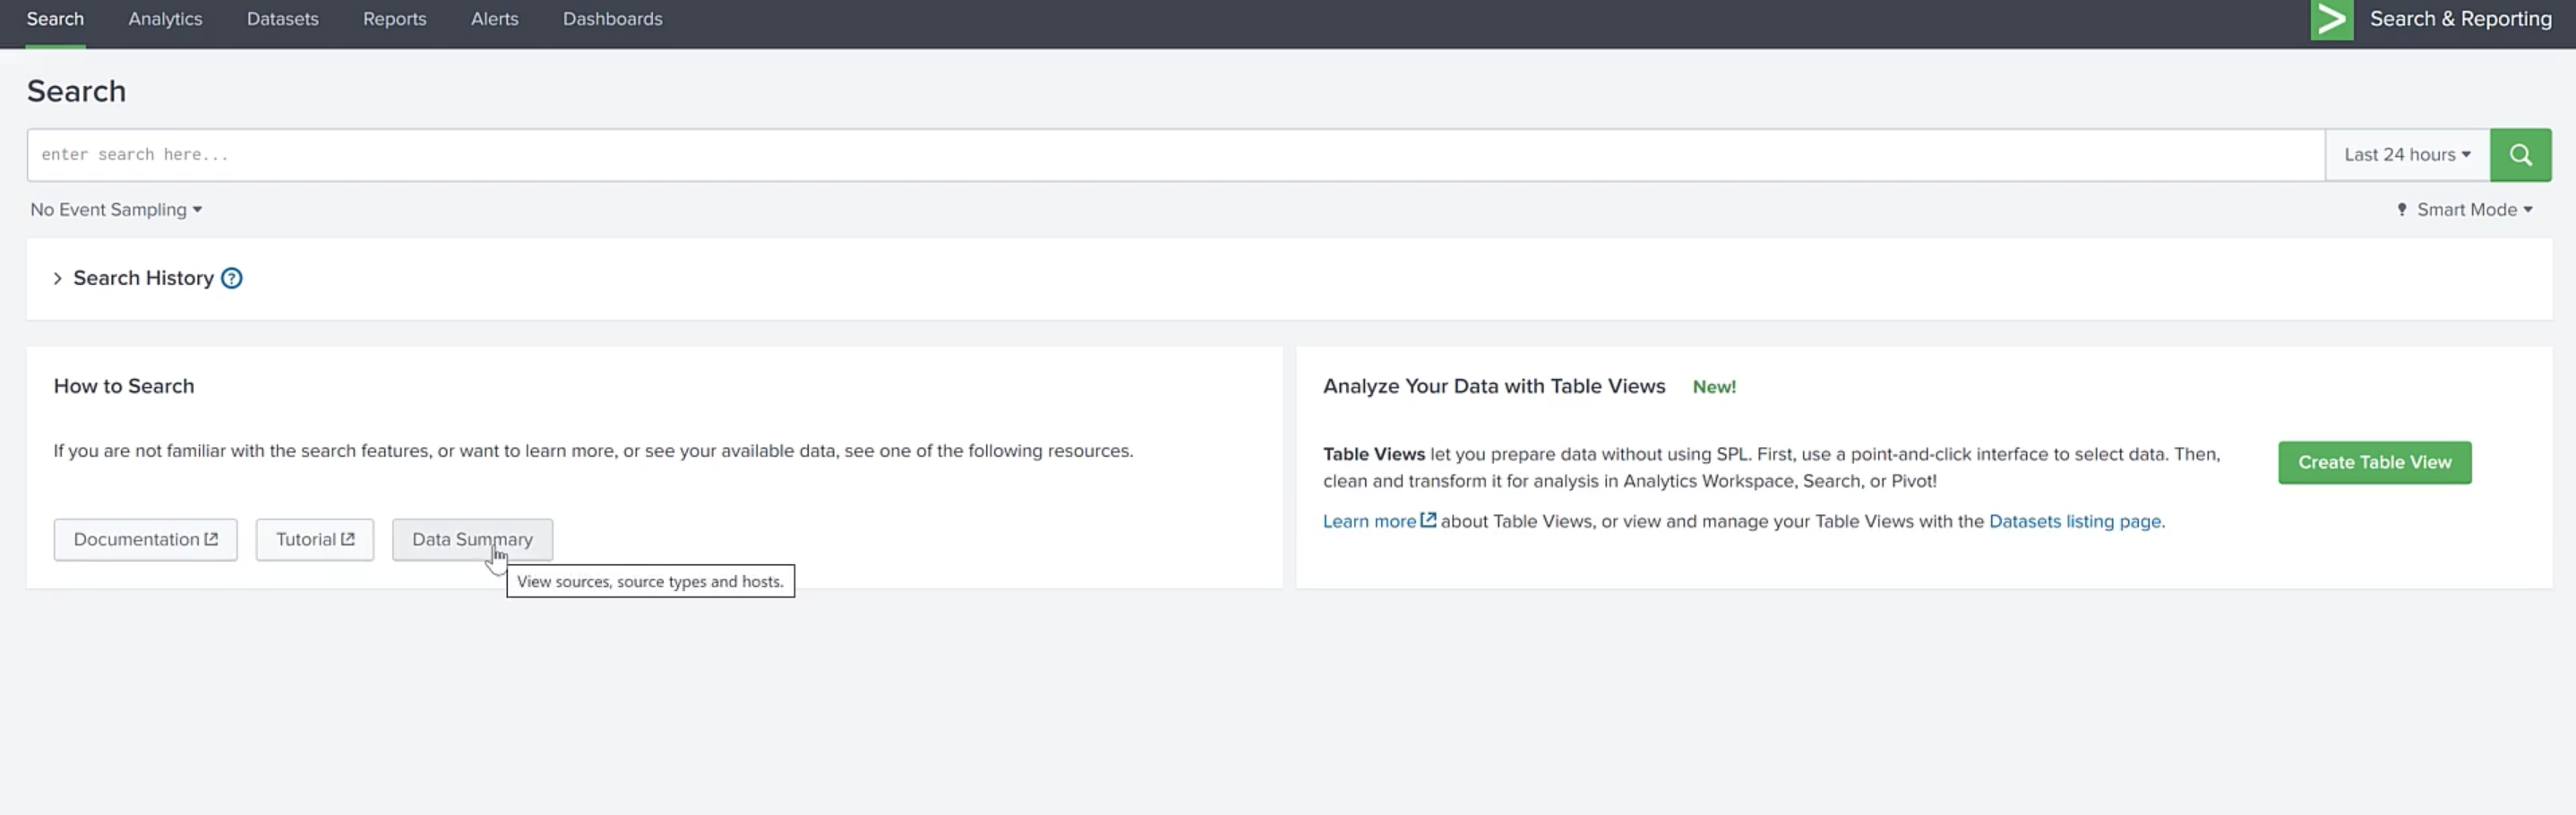 Search Analytics Datasets Reports Alerts Dashboards Search & Reporting
Search
enter search here... Last 24 hours
No Event Sampling Smart Mode
Search History ?
How to Search
If you are not familiar with the search features, or want to learn more, or see your available data, see one of the following resources.
Documentation Tutorial Data Summary
View sources, source types and hosts.
Analyze Your Data with Table Views New!
Table Views let you prepare data without using SPL. First, use a point-and-click interface to select data. Then,
clean and transform it for analysis in Analytics Workspace, Search, or Pivot!
Learn more about Table Views, or view and manage your Table Views with the Datasets listing page.
Create Table View